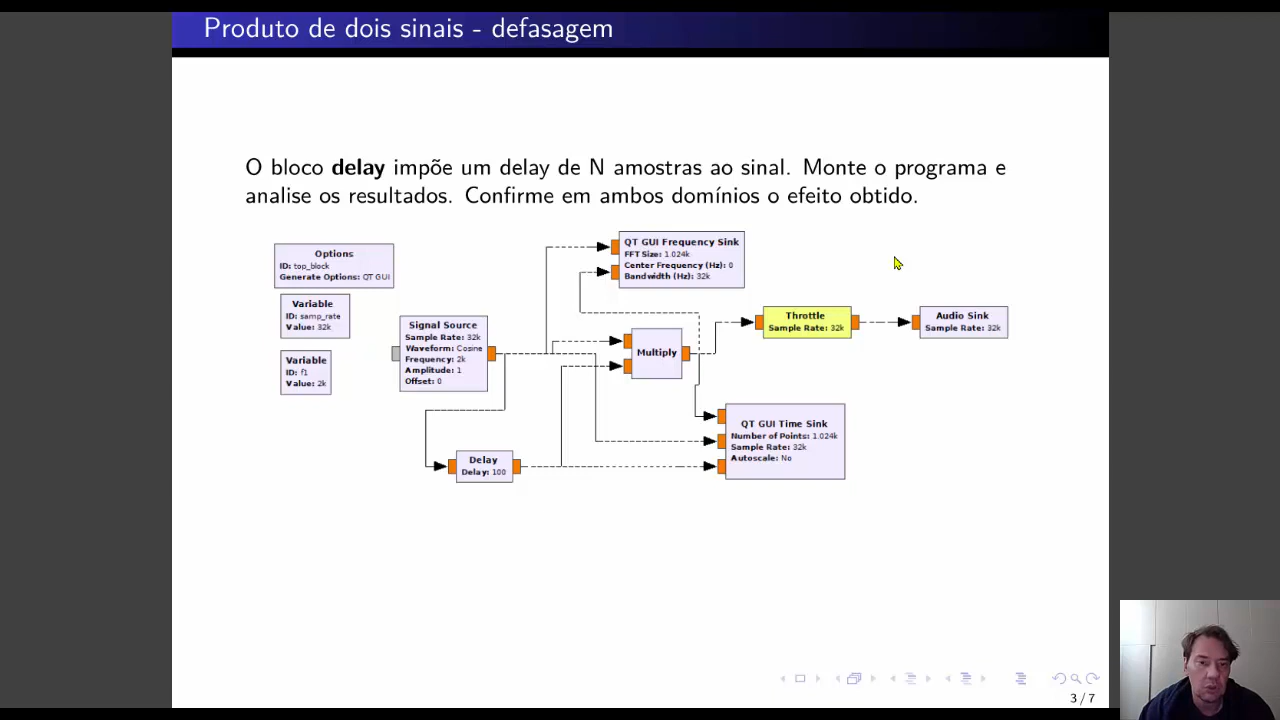 Produto de dois sinais - defasagem
O bloco delay impõe um delay de N amostras ao sinal. Monte o programa e
analise os resultados. Confirme em ambos domínios o efeito obtido.
Options
ID: top_block
Generate Options: QT GUI
Variable
ID: samp_rate
Value: 32k
Variable
ID: f1
Value: 2k
Signal Source
Sample Rate: 32k
Waveform: Cosine
Frequency: 2k
Amplitude: 1
Offset: 0
Delay
Delay: 100
QT GUI Frequency Sink
FFT Size: 1.024k
Center Frequency (Hz): 0
Bandwidth (Hz): 32k
Multiply
Throttle
Sample Rate: 32k
Audio Sink
Sample Rate: 32k
QT GUI Time Sink
Number of Points: 1.024k
Sample Rate: 32k
Autoscale: No
3 / 7